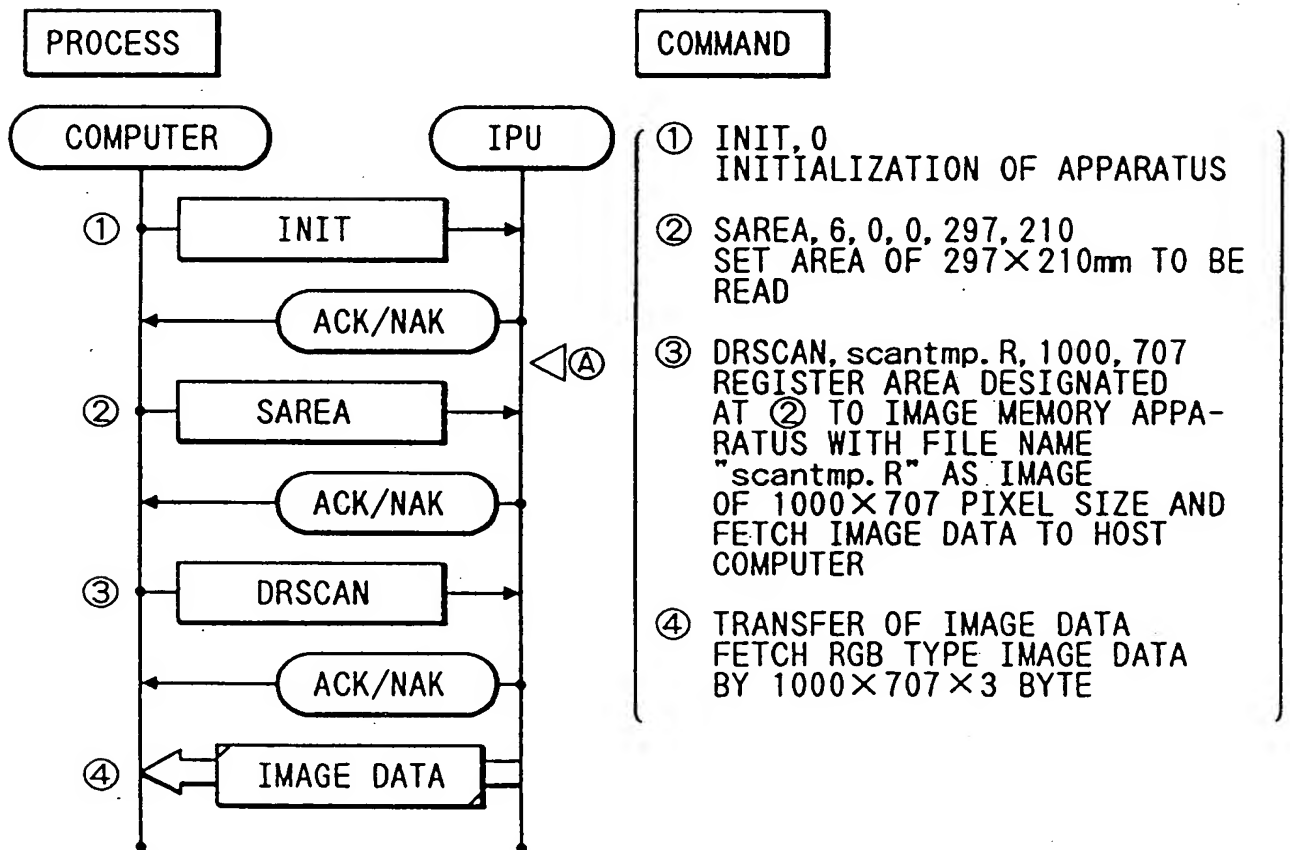 PROCESS
COMPUTER
IPU
① INIT
ACK/NAK
Ⓐ
② SAREA
ACK/NAK
③ DRSCAN
ACK/NAK
④ IMAGE DATA
COMMAND
① INIT, 0
INITIALIZATION OF APPARATUS
② SAREA, 6, 0, 0, 297, 210
SET AREA OF 297×210mm TO BE
READ
③ DRSCAN, scantmp. R, 1000, 707
REGISTER AREA DESIGNATED
AT ② TO IMAGE MEMORY APPA-
RATUS WITH FILE NAME
"scantmp. R" AS IMAGE
OF 1000×707 PIXEL SIZE AND
FETCH IMAGE DATA TO HOST
COMPUTER
④ TRANSFER OF IMAGE DATA
FETCH RGB TYPE IMAGE DATA
BY 1000×707×3 BYTE